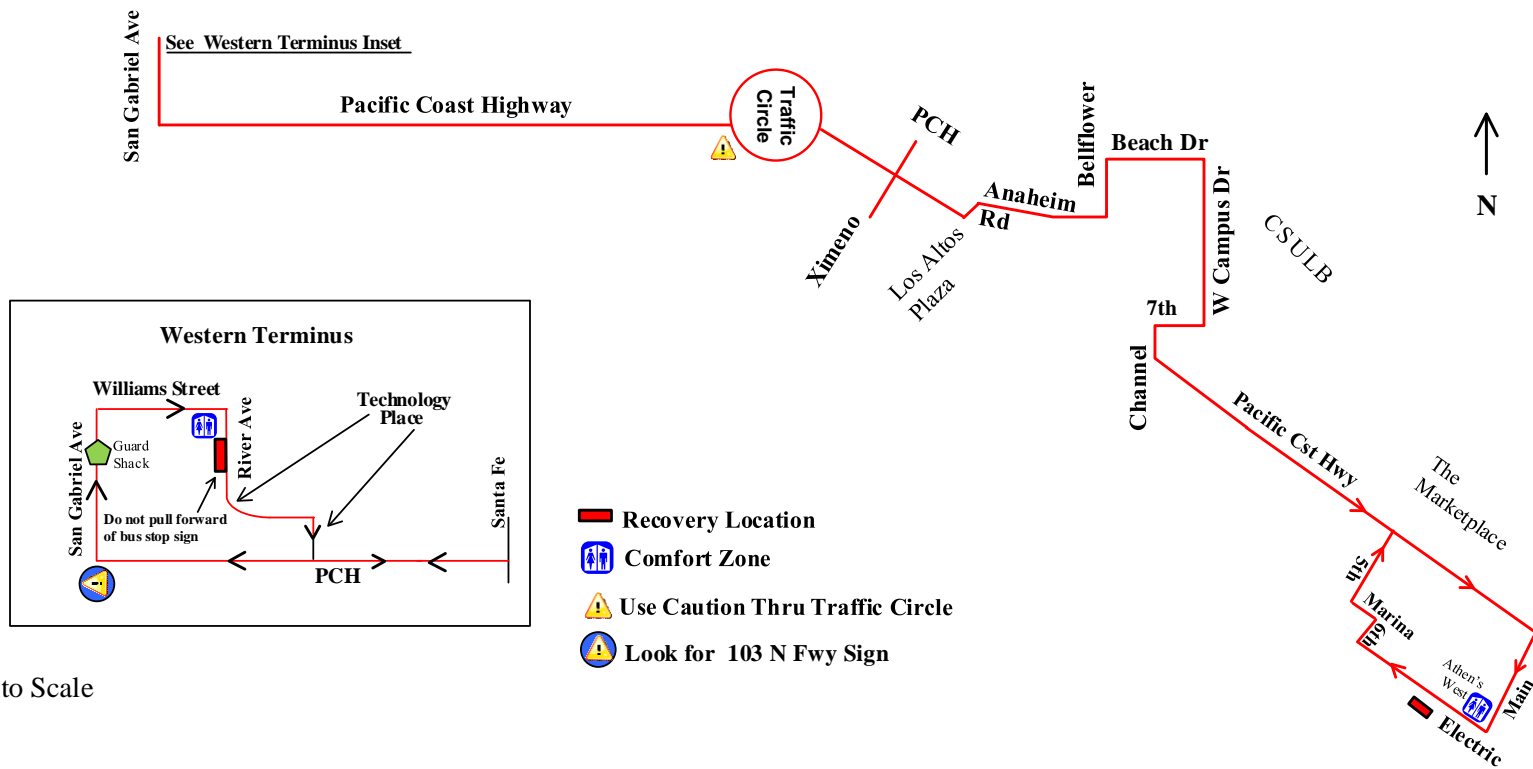 San Gabriel Ave
See Western Terminus Inset
Pacific Coast Highway
Traffic
Circle
PCH
Ximeno
Los Altos
Plaza
Anaheim
Rd
Bellflower
Beach Dr
W Campus Dr
CSULB
N
7th
Channel
Pacific Cst Hwy
The
Marketplace
5th
Marina
6th
Athen's
West
Main
Electric
Western Terminus
Williams Street
San Gabriel Ave
Guard
Shack
River Ave
Technology
Place
Do not pull forward
of bus stop sign
Santa Fe
PCH
Recovery Location
Comfort Zone
Use Caution Thru Traffic Circle
Look for 103 N Fwy Sign
to Scale